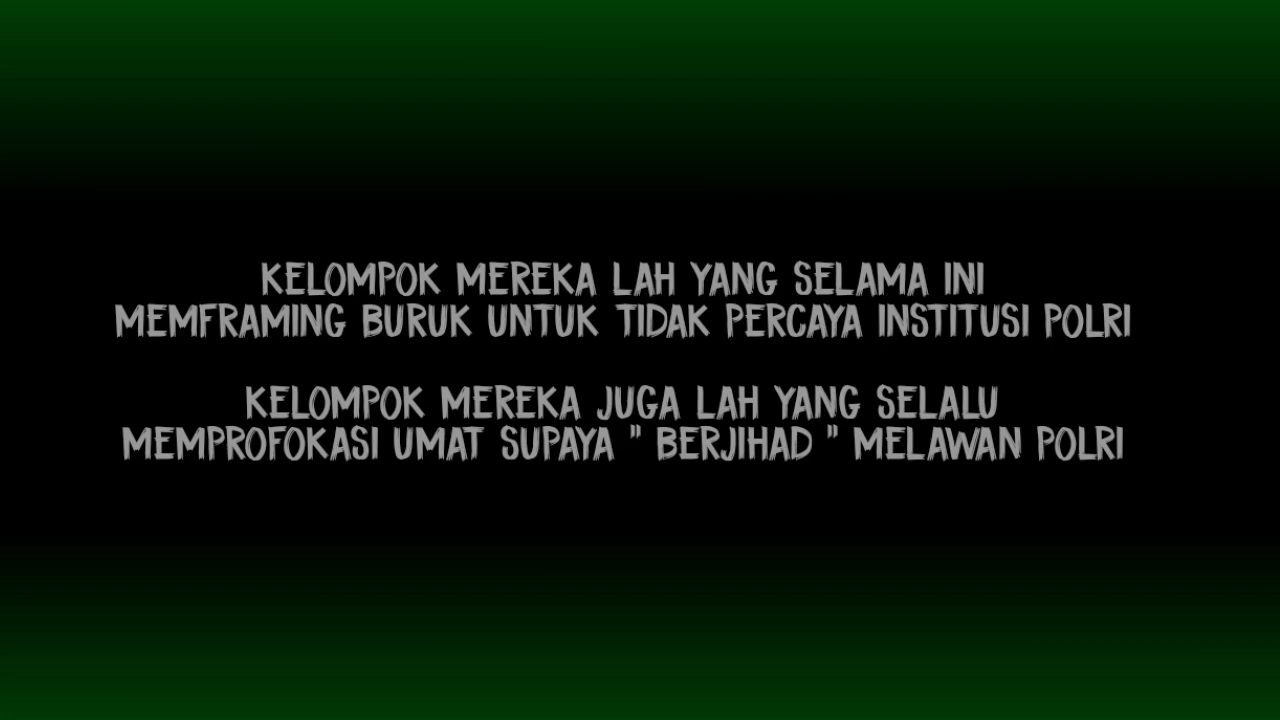 KELOMPOK MEREKA LAH YANG SELAMA INI
MEMFRAMING BURUK UNTUK TIDAK PERCAYA INSTITUSI POLRI
KELOMPOK MEREKA JUGA LAH YANG SELALU
MEMPROFOKASI UMAT SUPAYA " BERJIHAD " MELAWAN POLRI